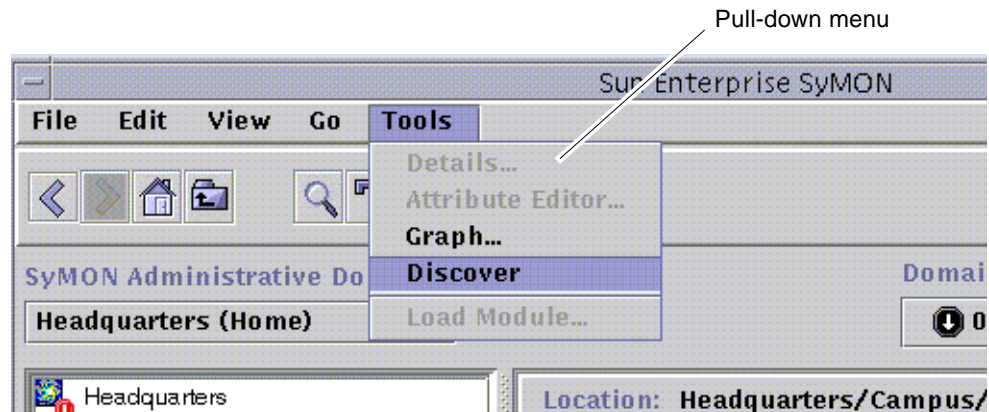 Pull-down menu
Sun Enterprise SyMON
File Edit View Go Tools
Details...
Attribute Editor...
Graph...
Discover
Load Module...
SyMON Administrative Do
Domai
Headquarters (Home)
0
Headquarters
Location: Headquarters/Campus/